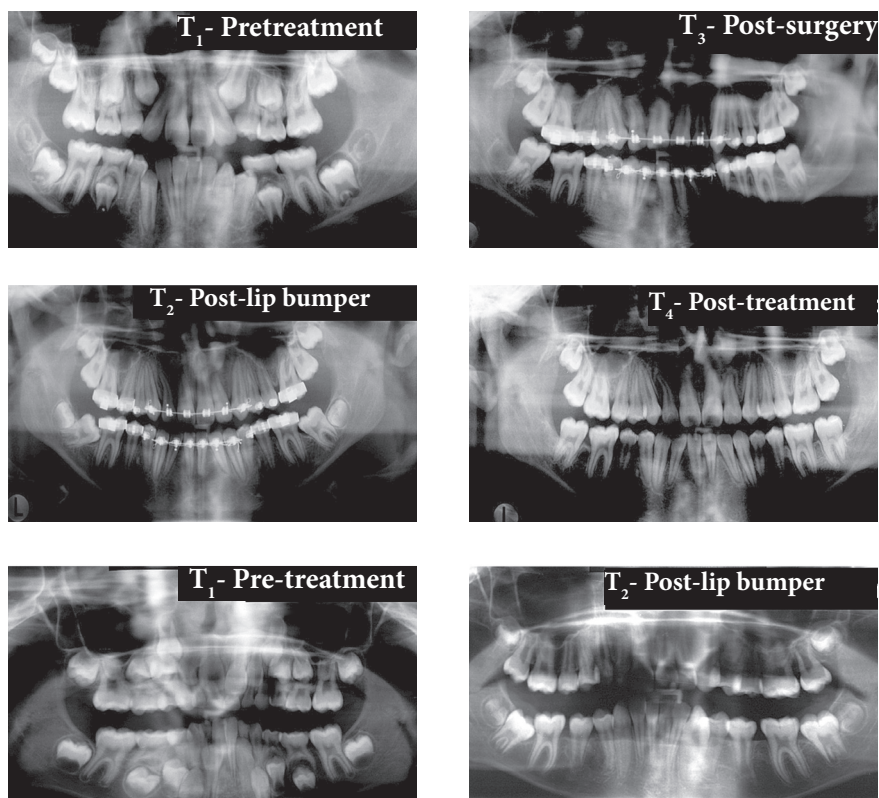 T₁- Pretreatment
T₃- Post-surgery
T₂- Post-lip bumper
L
T₄- Post-treatment
T₁- Pre-treatment
T₂- Post-lip bumper